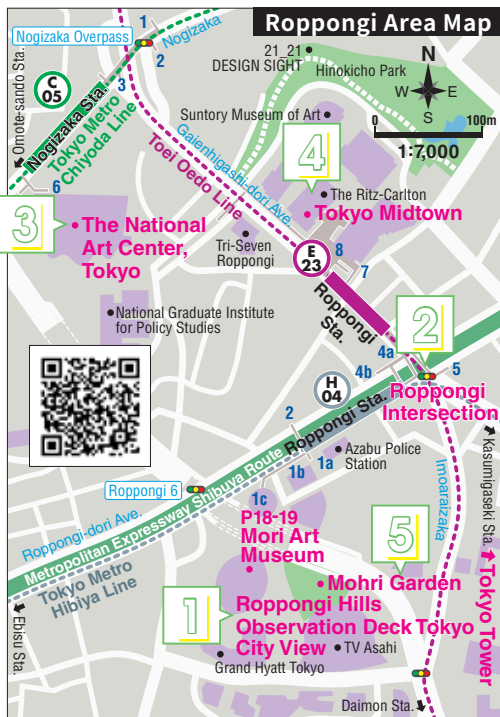 Roppongi Area Map
1
Nogizaka Overpass
Nogizaka
2
3
21_21
DESIGN SIGHT
Hinokicho Park
N
W
E
S
0
100m
1:7,000
Omote-sando Sta.
C
05
Nogizaka Sta.
Tokyo Metro
Chiyoda Line
Suntory Museum of Art
Gaienhigashi-dori Ave.
Toei Oedo Line
4
The Ritz-Carlton
Tokyo Midtown
6
3
The National
Art Center,
Tokyo
Tri-Seven
Roppongi
E
23
8
7
Roppongi
Sta.
National Graduate Institute
for Policy Studies
2
4a
4b
5
H
04
Roppongi
Intersection
2
Roppongi Sta.
Azabu Police
Station
1a
1b
1c
Kasumigaseki Sta.
Imoaraizaka
Roppongi 6
Roppongi-dori Ave.
Metropolitan Expressway Shibuya Route
Tokyo Metro
Hibiya Line
P18-19
Mori Art
Museum
5
Mohri Garden
Tokyo Tower
1
Roppongi Hills
Observation Deck Tokyo
City View
TV Asahi
Grand Hyatt Tokyo
Ebisu Sta.
Daimon Sta.